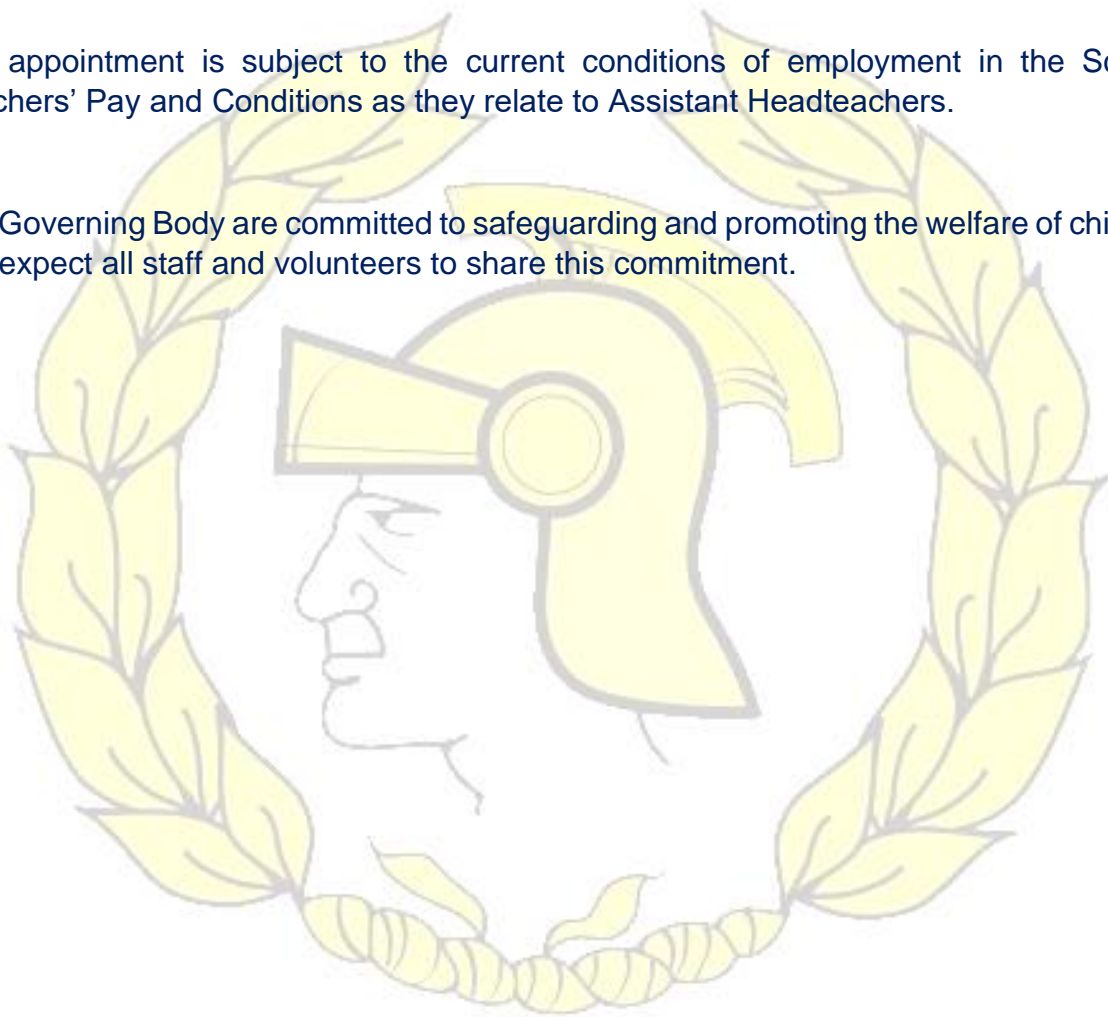 appointment is subject to the current conditions of employment in the Sc
chers’ Pay and Conditions as they relate to Assistant Headteachers.
Governing Body are committed to safeguarding and promoting the welfare of chi
expect all staff and volunteers to share this commitment.